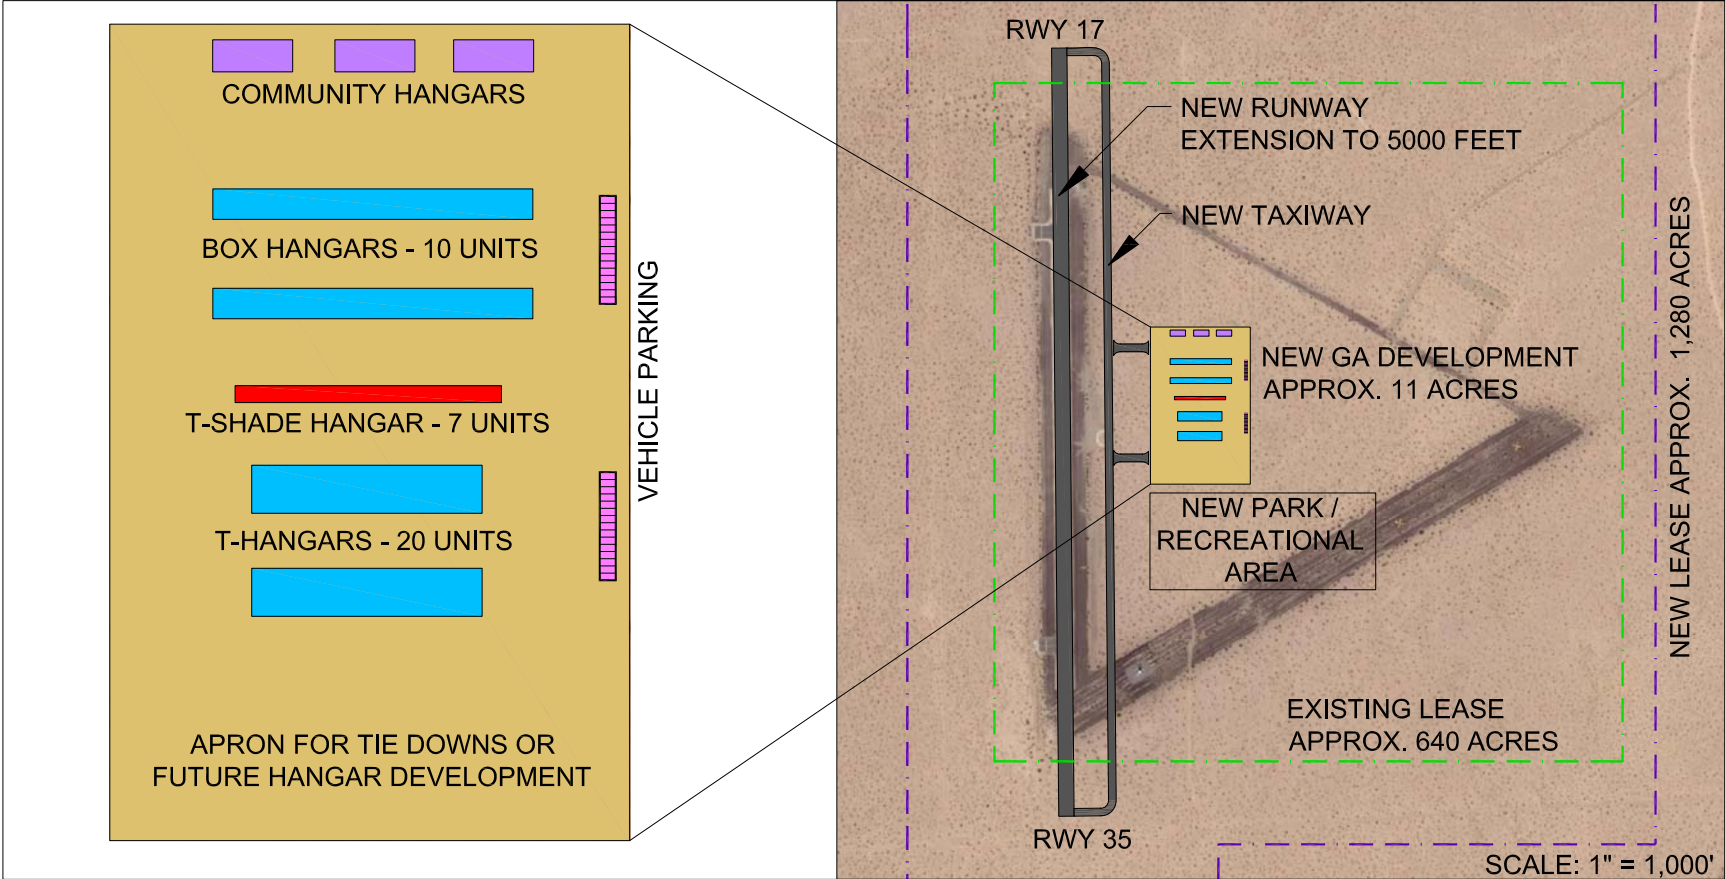 COMMUNITY HANGARS
BOX HANGARS - 10 UNITS
T-SHADE HANGAR - 7 UNITS
T-HANGARS - 20 UNITS
APRON FOR TIE DOWNS OR
FUTURE HANGAR DEVELOPMENT
VEHICLE PARKING
RWY 17
NEW RUNWAY
EXTENSION TO 5000 FEET
NEW TAXIWAY
NEW GA DEVELOPMENT
APPROX. 11 ACRES
NEW PARK /
RECREATIONAL
AREA
EXISTING LEASE
APPROX. 640 ACRES
RWY 35
NEW LEASE APPROX. 1,280 ACRES
SCALE: 1" = 1,000'